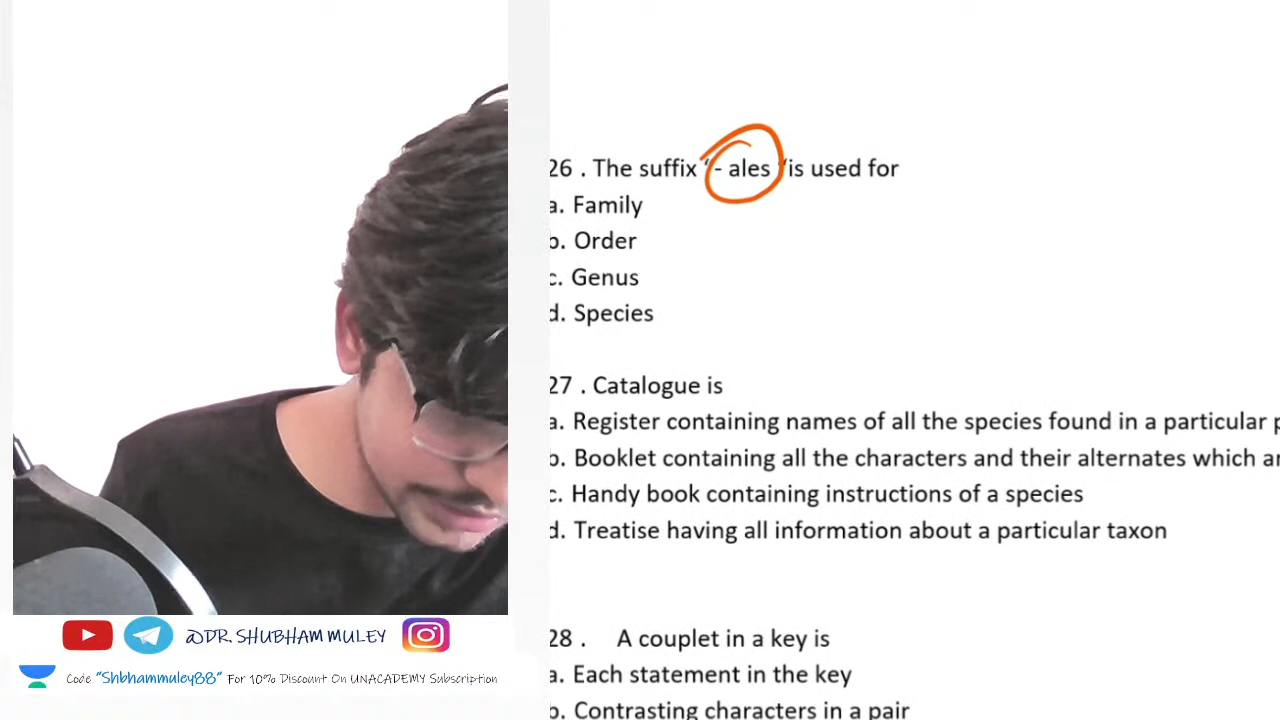 26 . The suffix ‘- ales ‘is used for
a. Family
b. Order
c. Genus
d. Species
27 . Catalogue is
a. Register containing names of all the species found in a particular p
b. Booklet containing all the characters and their alternates which ar
c. Handy book containing instructions of a species
d. Treatise having all information about a particular taxon
28 . A couplet in a key is
a. Each statement in the key
b. Contrasting characters in a pair
@DR. SHUBHAM MULEY
Code "Shbhammuley88" For 10% Discount On UNACADEMY Subscription